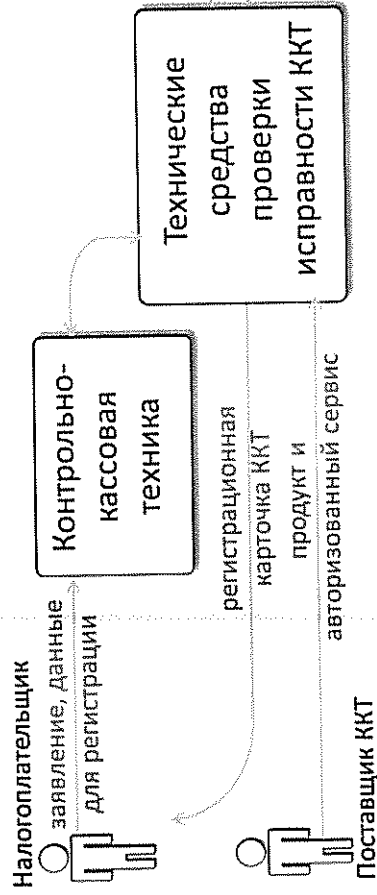 Налогоплательщик
заявление, данные
для регистрации
Контрольно-
кассовая
техника
Технические
средства
проверки
исправности ККТ
регистрационная
карточка ККТ
продукт и
авторизованный сервис
Поставщик ККТ